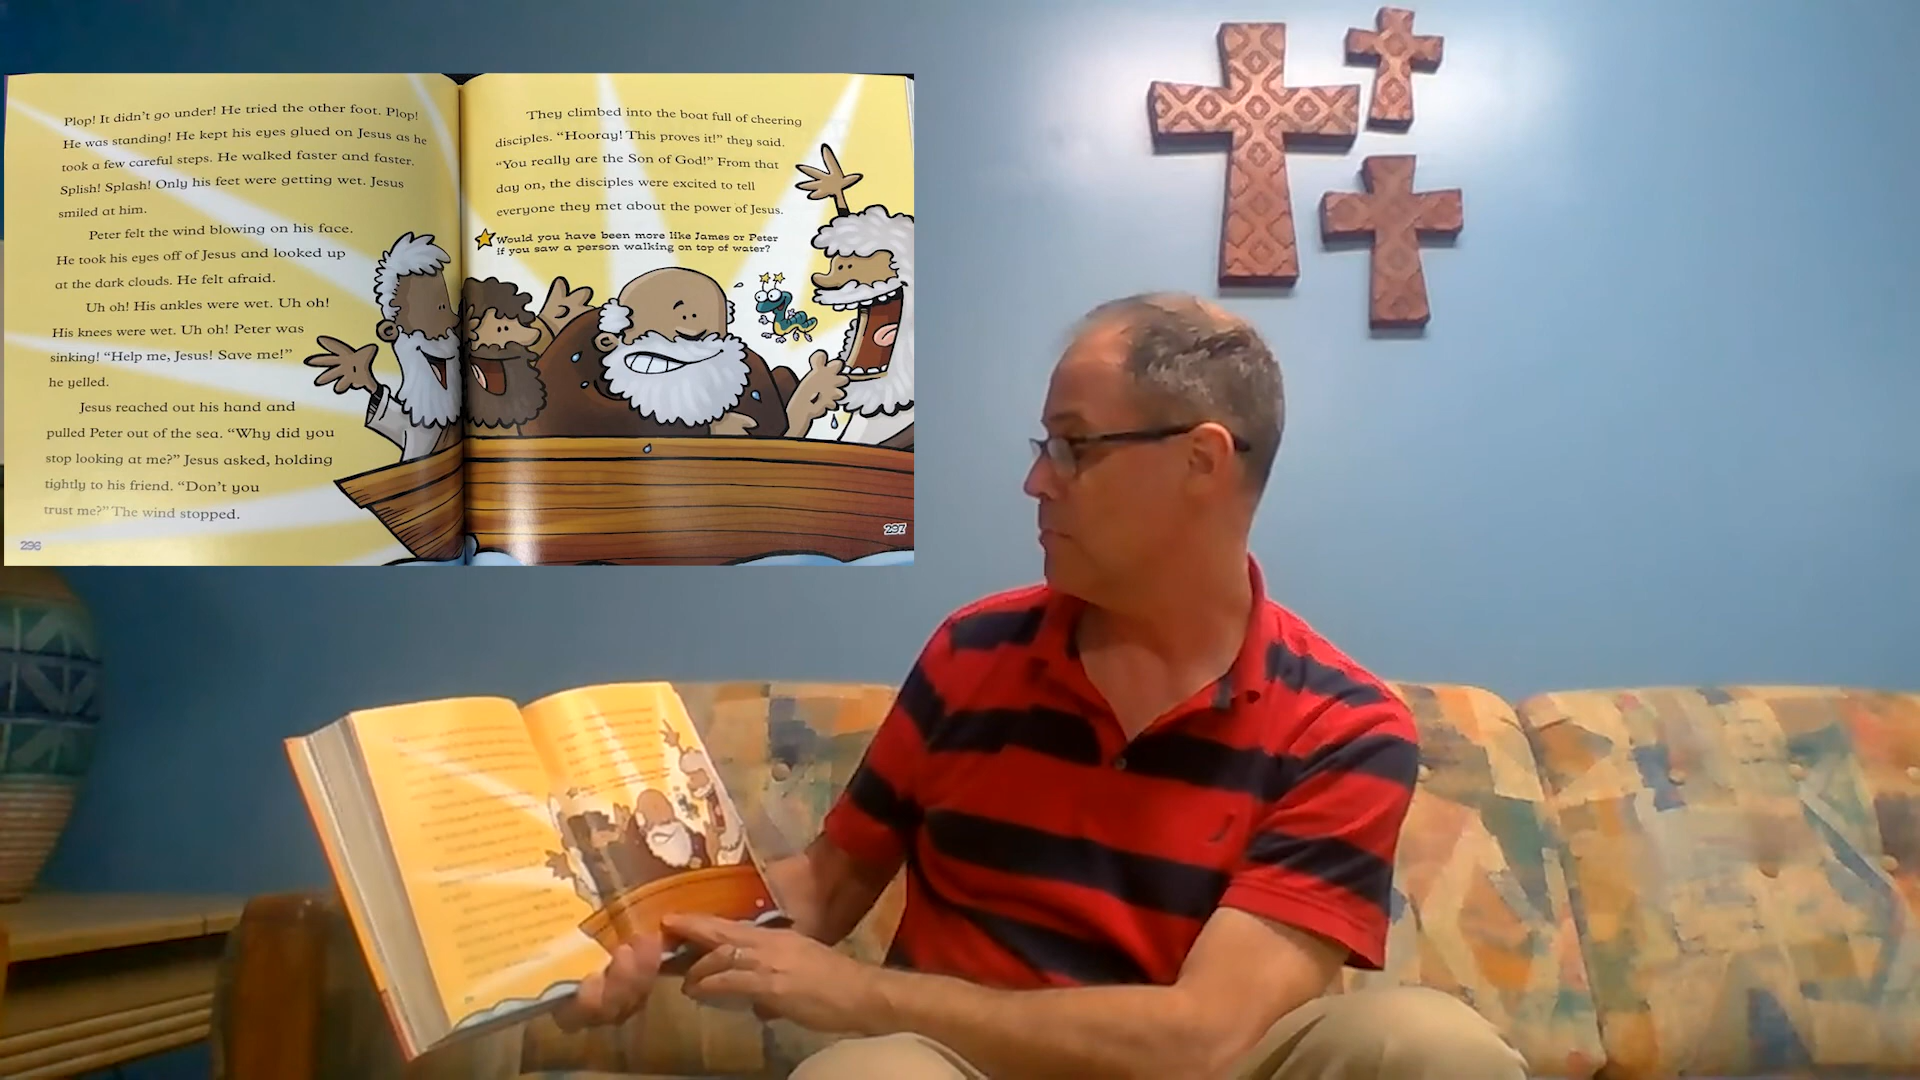 Plop! It didn't go under! He tried the other foot. Plop!
He was standing! He kept his eyes glued on Jesus as he
took a few careful steps. He walked faster and faster.
Splish! Splash! Only his feet were getting wet. Jesus
smiled at him.
Peter felt the wind blowing on his face.
He took his eyes off of Jesus and looked up
at the dark clouds. He felt afraid.
Uh oh! His ankles were wet. Uh oh!
His knees were wet. Uh oh! Peter was
sinking! “Help me, Jesus! Save me!”
he yelled.
Jesus reached out his hand and
pulled Peter out of the sea. “Why did you
stop looking at me?” Jesus asked, holding
tightly to his friend. “Don't you
trust me?” The wind stopped.
296
They climbed into the boat full of cheering
disciples. “Hooray! This proves it!” they said.
“You really are the Son of God!” From that
day on, the disciples were excited to tell
everyone they met about the power of Jesus.
Would you have been more like James or Peter
if you saw a person walking on top of water?
297